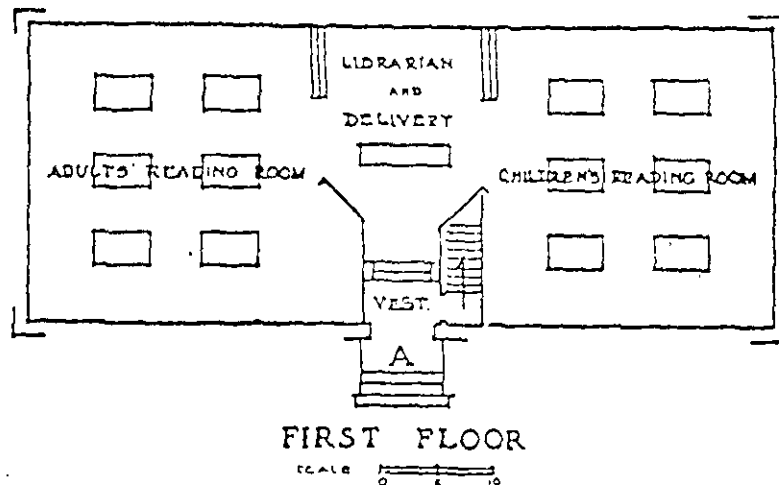 LIBRARIAN
AND
DELIVERY
ADULTS' READING ROOM
CHILDREN'S READING ROOM
VEST.
A
FIRST FLOOR
SCALE
0 5 10